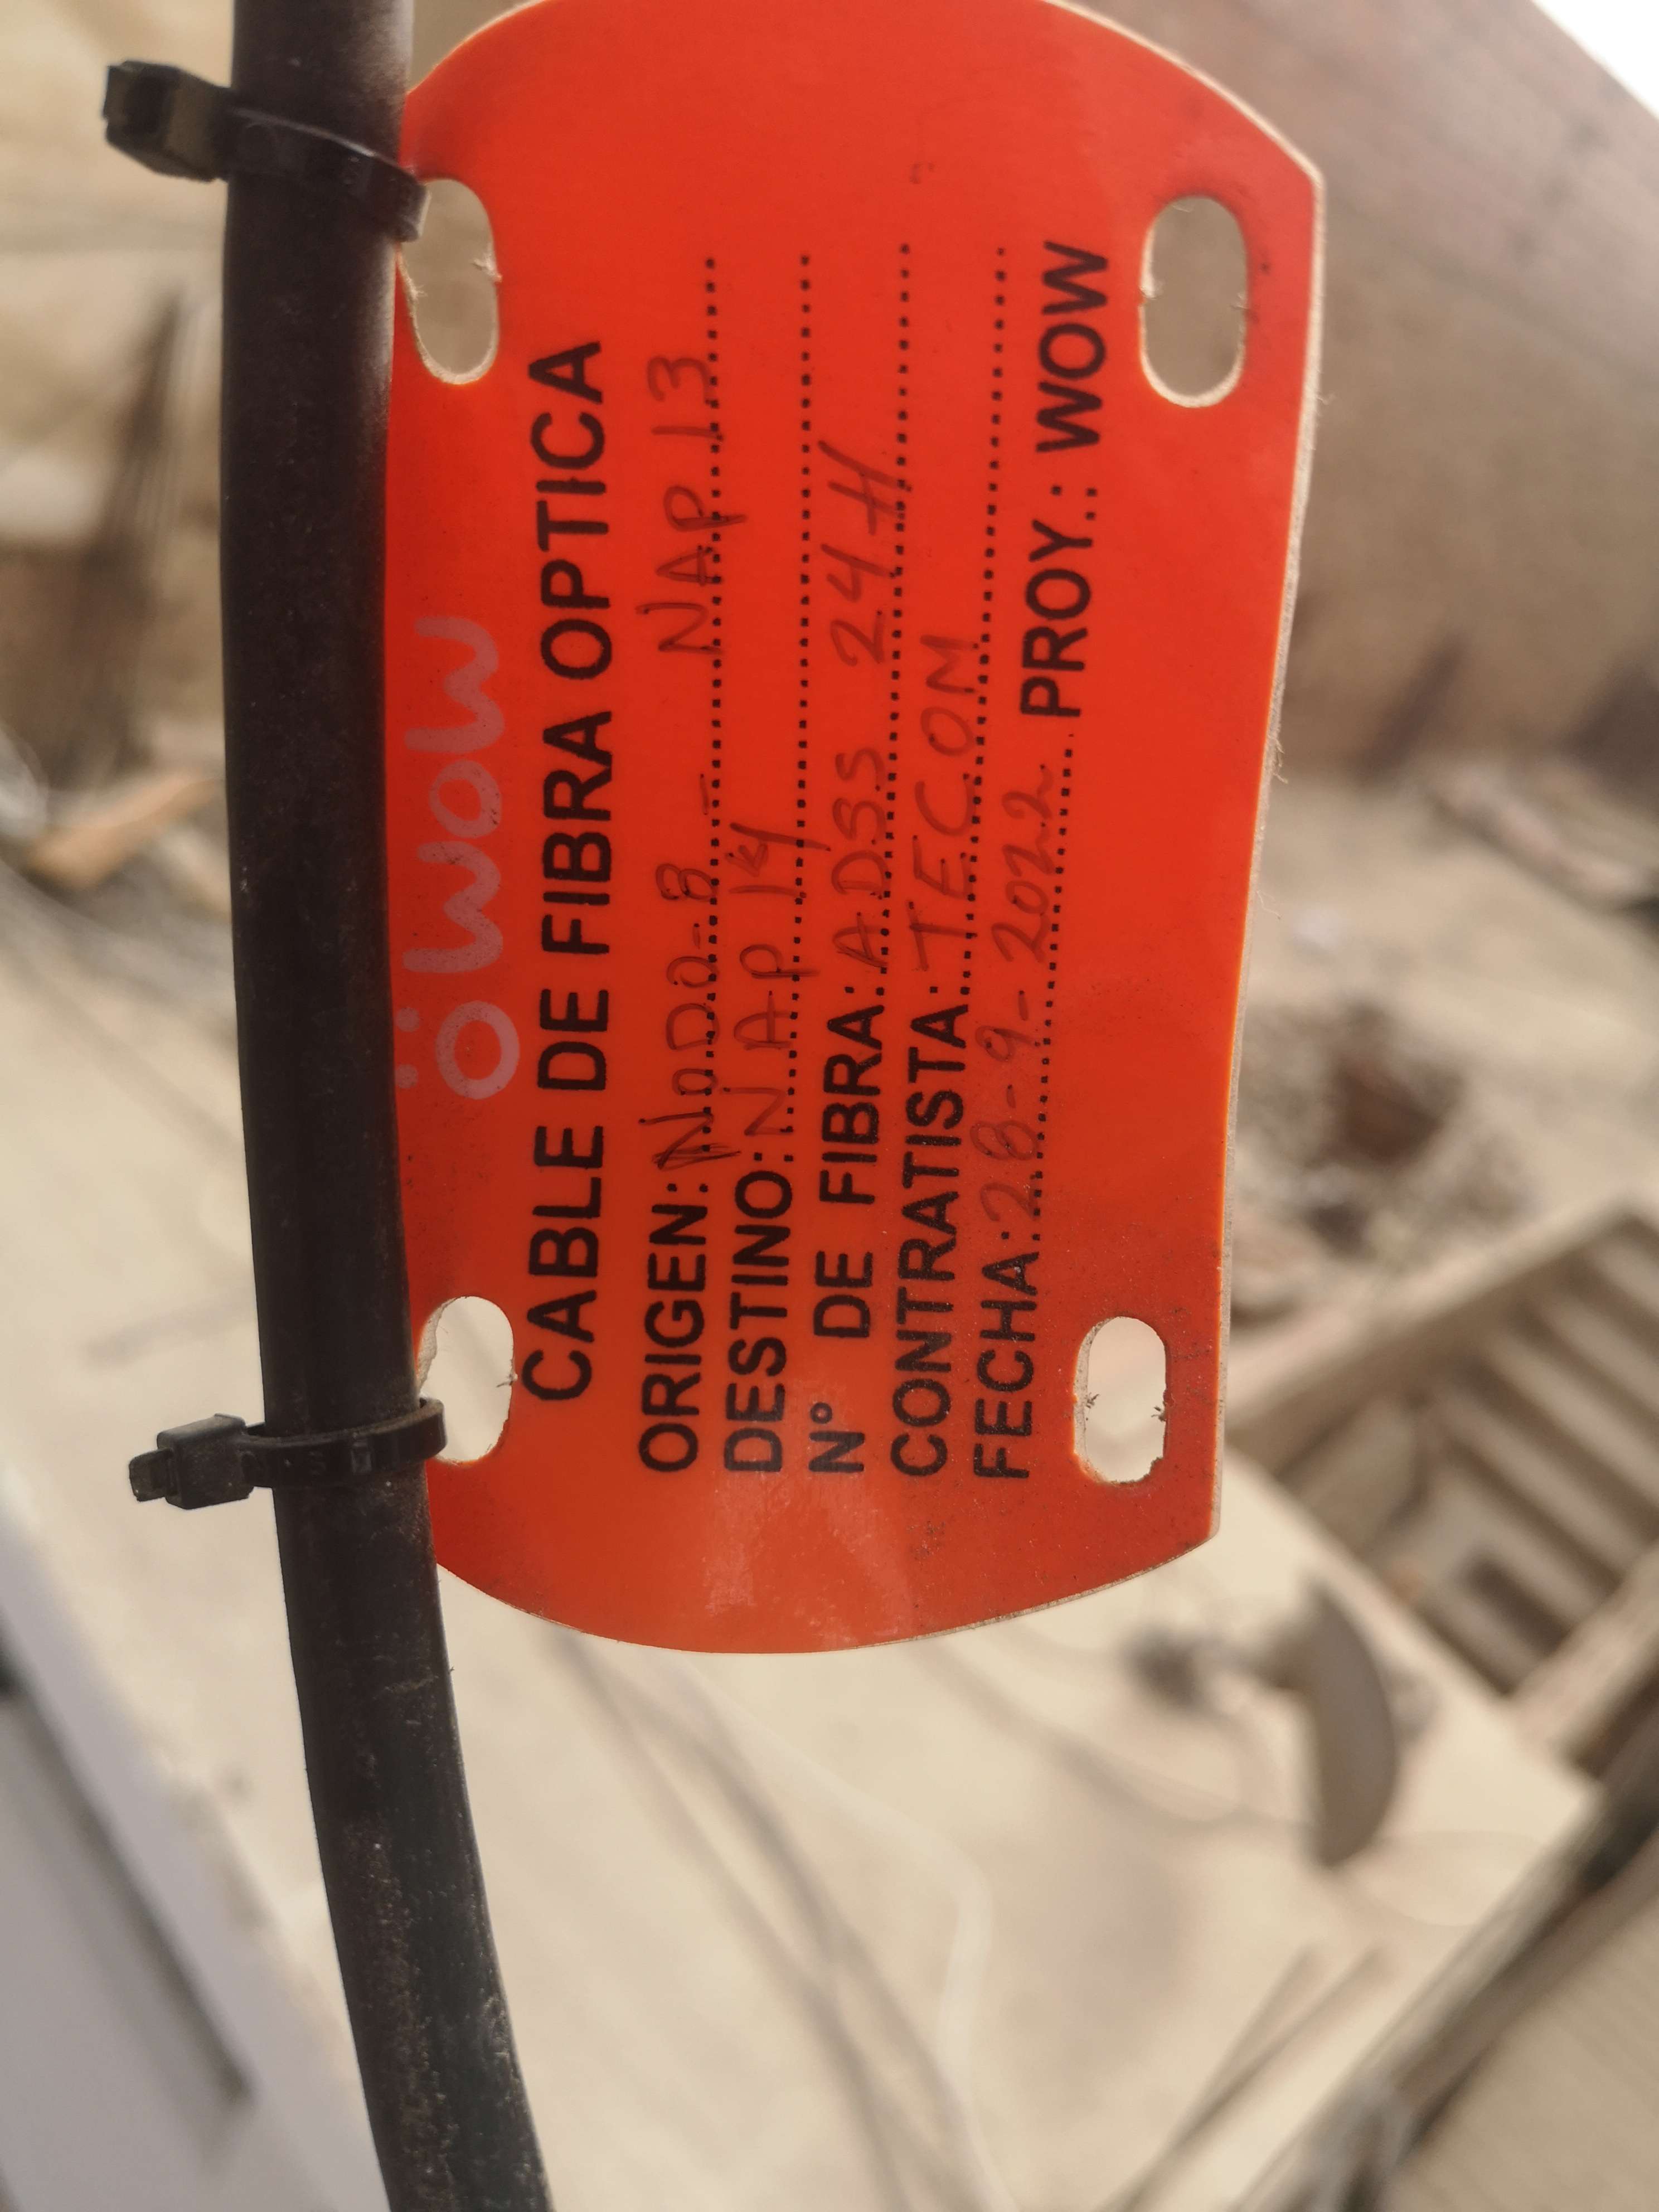 öwow
CABLE DE FIBRA OPTICA
ORIGEN: NODO-B - NAP 13
DESTINO: NAP 14
N° DE FIBRA: ADSS 24H
CONTRATISTA: TECOM
FECHA: 28-9-2022 PROY.: WOW